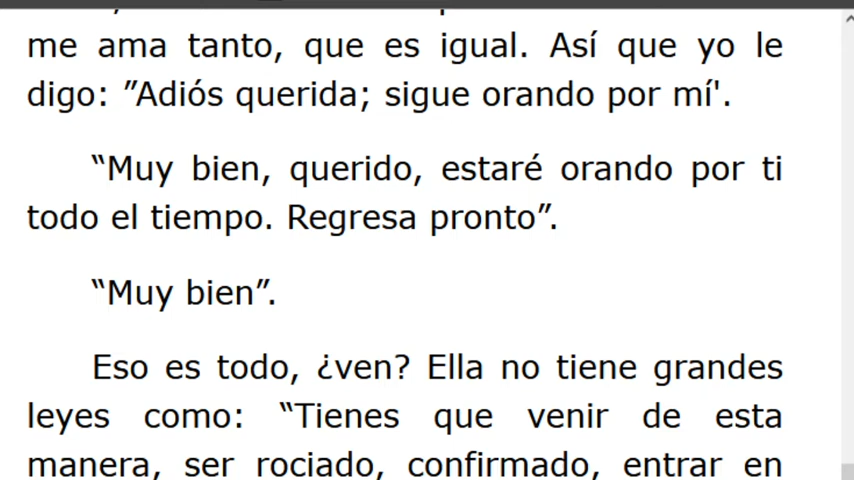 me ama tanto, que es igual. Así que yo le
digo: ”Adiós querida; sigue orando por mí'.
“Muy bien, querido, estaré orando por ti
todo el tiempo. Regresa pronto”.
“Muy bien”.
Eso es todo, ¿ven? Ella no tiene grandes
leyes como: “Tienes que venir de esta
manera, ser rociado, confirmado, entrar en